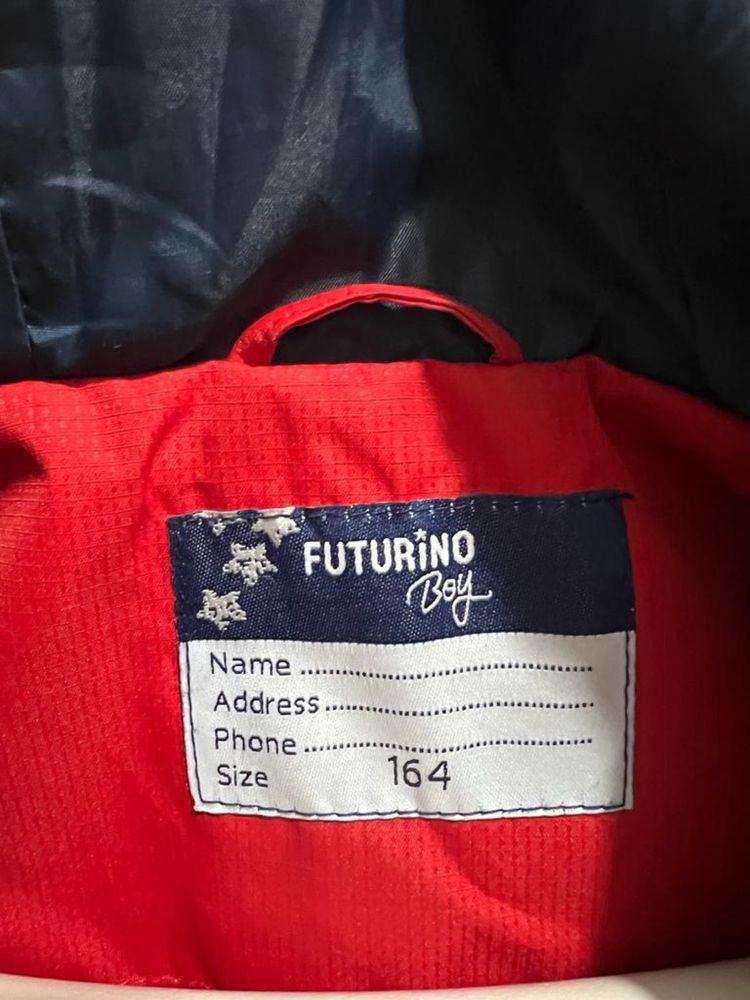 FUTURiNO
Boy
Name ........................................
Address ....................................
Phone .......................................
Size 164